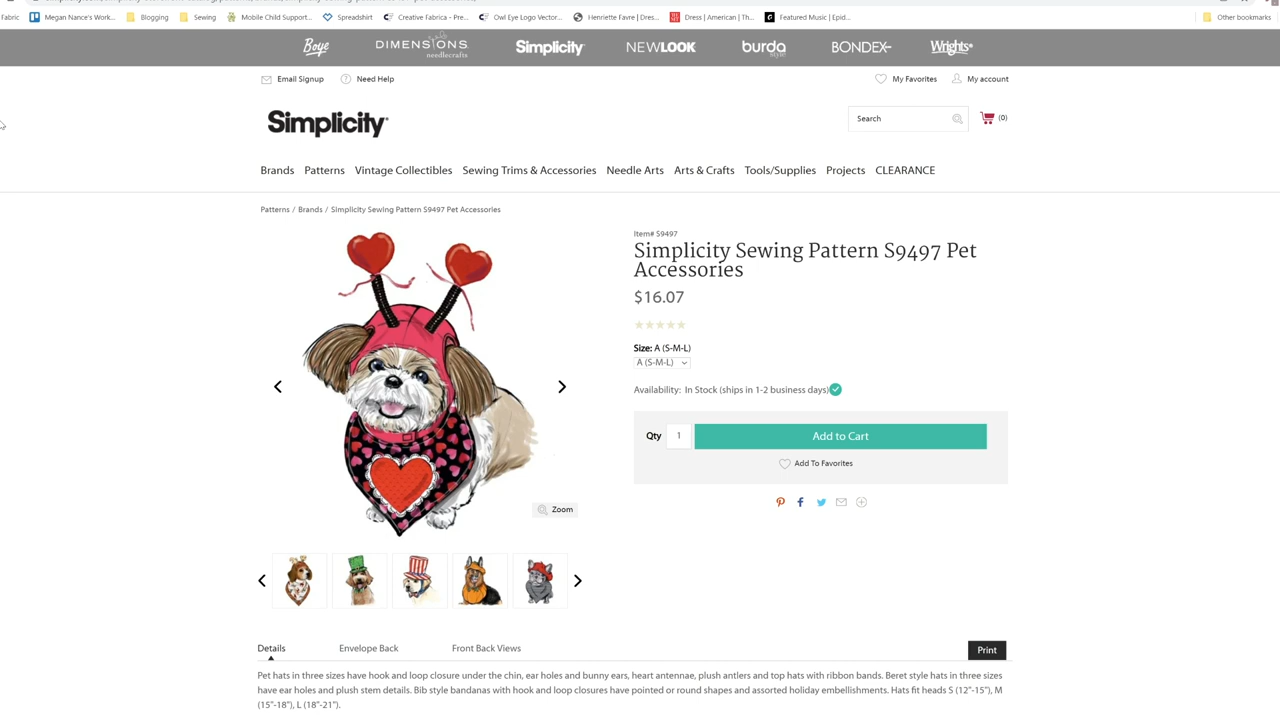 Fabric
Megan Nance's Work...
Blogging
Sewing
Mobile Child Support...
Spreadshirt
Creative Fabrica - Pre...
Owl Eye Logo Vector...
Henriette Favre | Dres...
Dress | American | Th...
Featured Music | Epid...
Other bookmarks
Boye
DIMENSIONS needlecrafts
Simplicity
NEWLOOK
burda style
BONDEX
Wrights
Email Signup
Need Help
My Favorites
My account
Simplicity
Search
(0)
Brands Patterns Vintage Collectibles Sewing Trims & Accessories Needle Arts Arts & Crafts Tools/Supplies Projects CLEARANCE
Patterns / Brands / Simplicity Sewing Pattern S9497 Pet Accessories
Item# S9497
Simplicity Sewing Pattern S9497 Pet
Accessories
$16.07
Size: A (S-M-L)
A (S-M-L)
Availability: In Stock (ships in 1-2 business days)
Qty 1 Add to Cart
Add To Favorites
Zoom
Details
Envelope Back
Front Back Views
Print
Pet hats in three sizes have hook and loop closure under the chin, ear holes and bunny ears, heart antennae, plush antlers and top hats with ribbon bands. Beret style hats in three sizes
have ear holes and plush stem details. Bib style bandanas with hook and loop closures have pointed or round shapes and assorted holiday embellishments. Hats fit heads S (12"-15"), M
(15"-18"), L (18"-21").